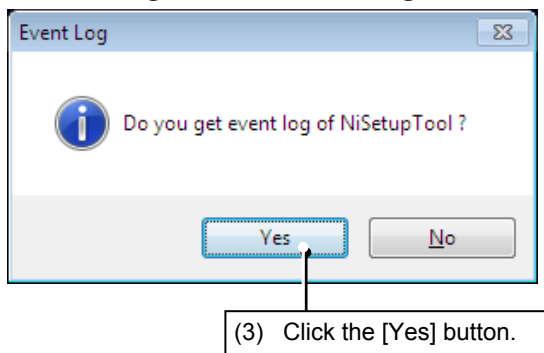 Event Log
Do you get event log of NiSetupTool ?
Yes
No
(3) Click the [Yes] button.